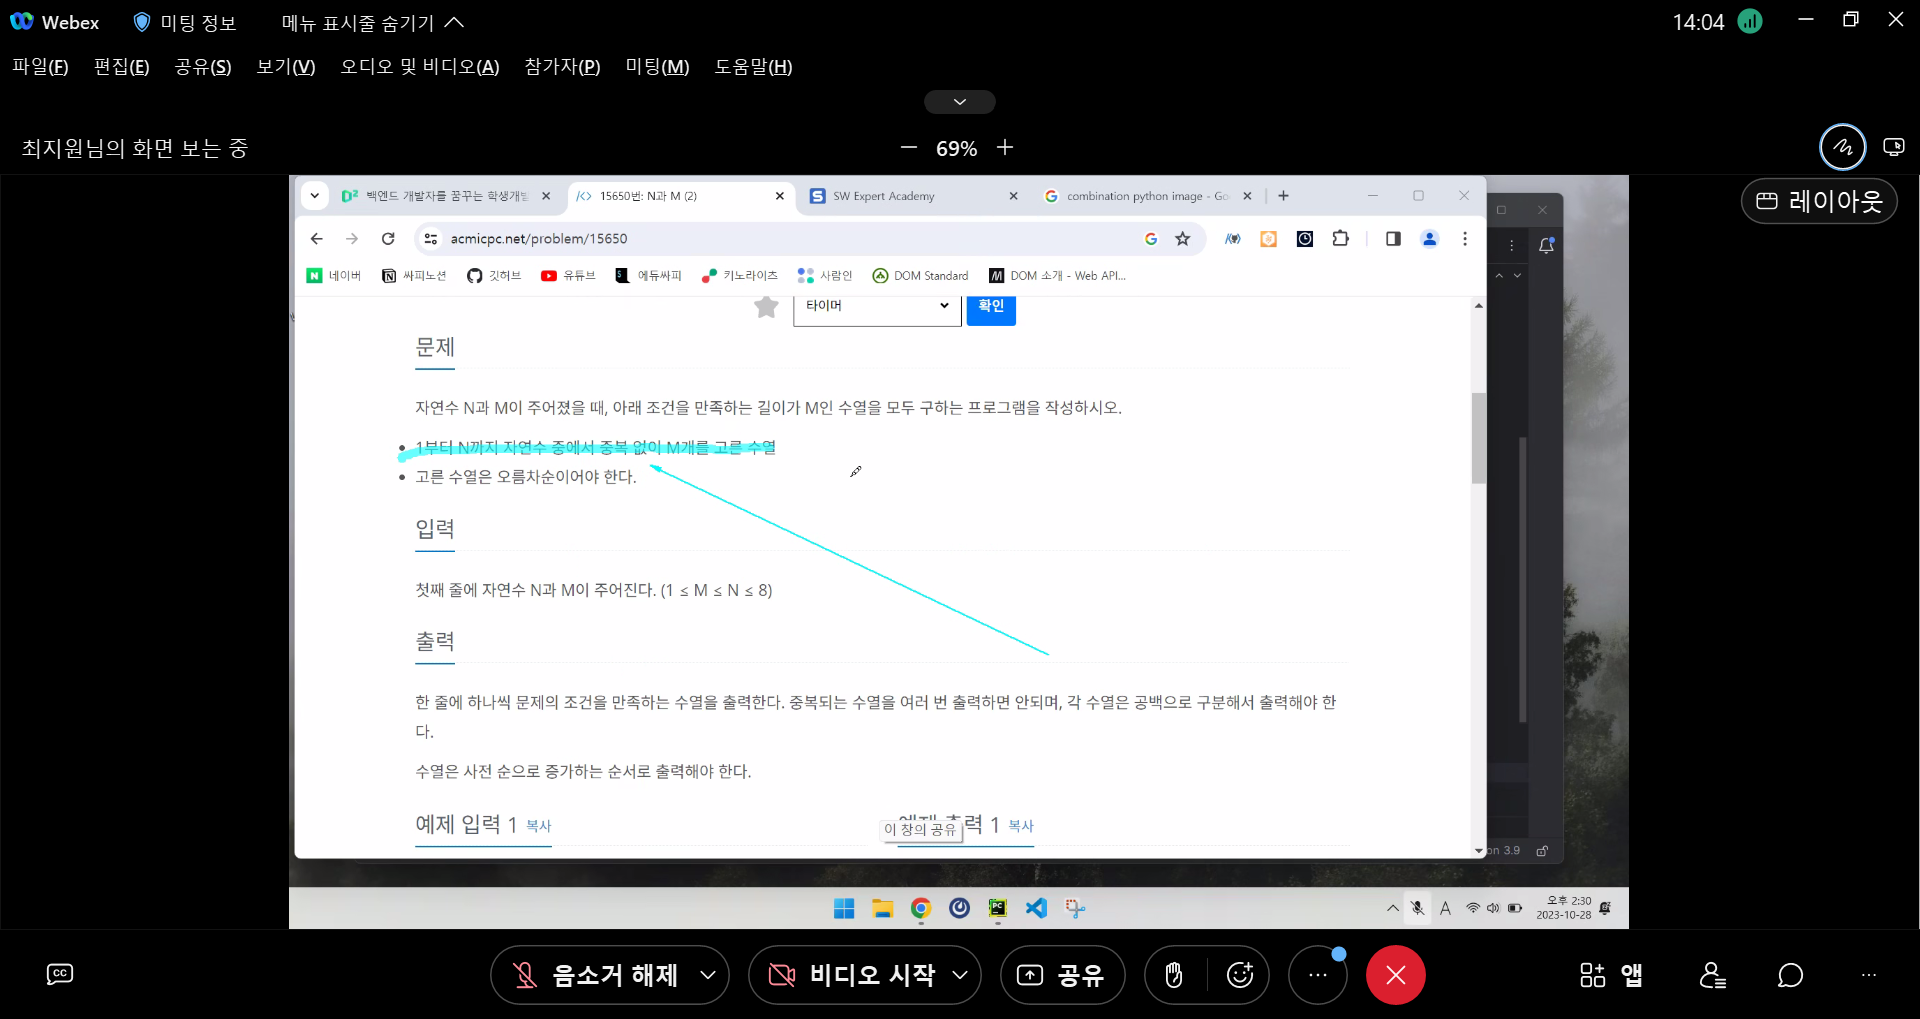 Webex 미팅 정보 메뉴 표시줄 숨기기 14:04
파일(F) 편집(E) 공유(S) 보기(V) 오디오 및 비디오(A) 참가자(P) 미팅(M) 도움말(H)
최지원님의 화면 보는 중 69%
레이아웃
백엔드 개발자를 꿈꾸는 학생개발 15650번: N과 M (2) SW Expert Academy combination python image - Go
acmicpc.net/problem/15650
네이버 싸피노션 깃허브 유튜브 에듀싸피 키노라이츠 사람인 DOM Standard DOM 소개 - Web API...
타이머 확인
문제
자연수 N과 M이 주어졌을 때, 아래 조건을 만족하는 길이가 M인 수열을 모두 구하는 프로그램을 작성하시오.
1부터 N까지 자연수 중에서 중복 없이 M개를 고른 수열
고른 수열은 오름차순이어야 한다.
입력
첫째 줄에 자연수 N과 M이 주어진다. (1 ≤ M ≤ N ≤ 8)
출력
한 줄에 하나씩 문제의 조건을 만족하는 수열을 출력한다. 중복되는 수열을 여러 번 출력하면 안되며, 각 수열은 공백으로 구분해서 출력해야 한
다.
수열은 사전 순으로 증가하는 순서로 출력해야 한다.
예제 입력 1 복사 예제 출력 1 복사
이 창의 공유
on 3.9
A 오후 2:30
2023-10-28
CC 음소거 해제 비디오 시작 공유 앱